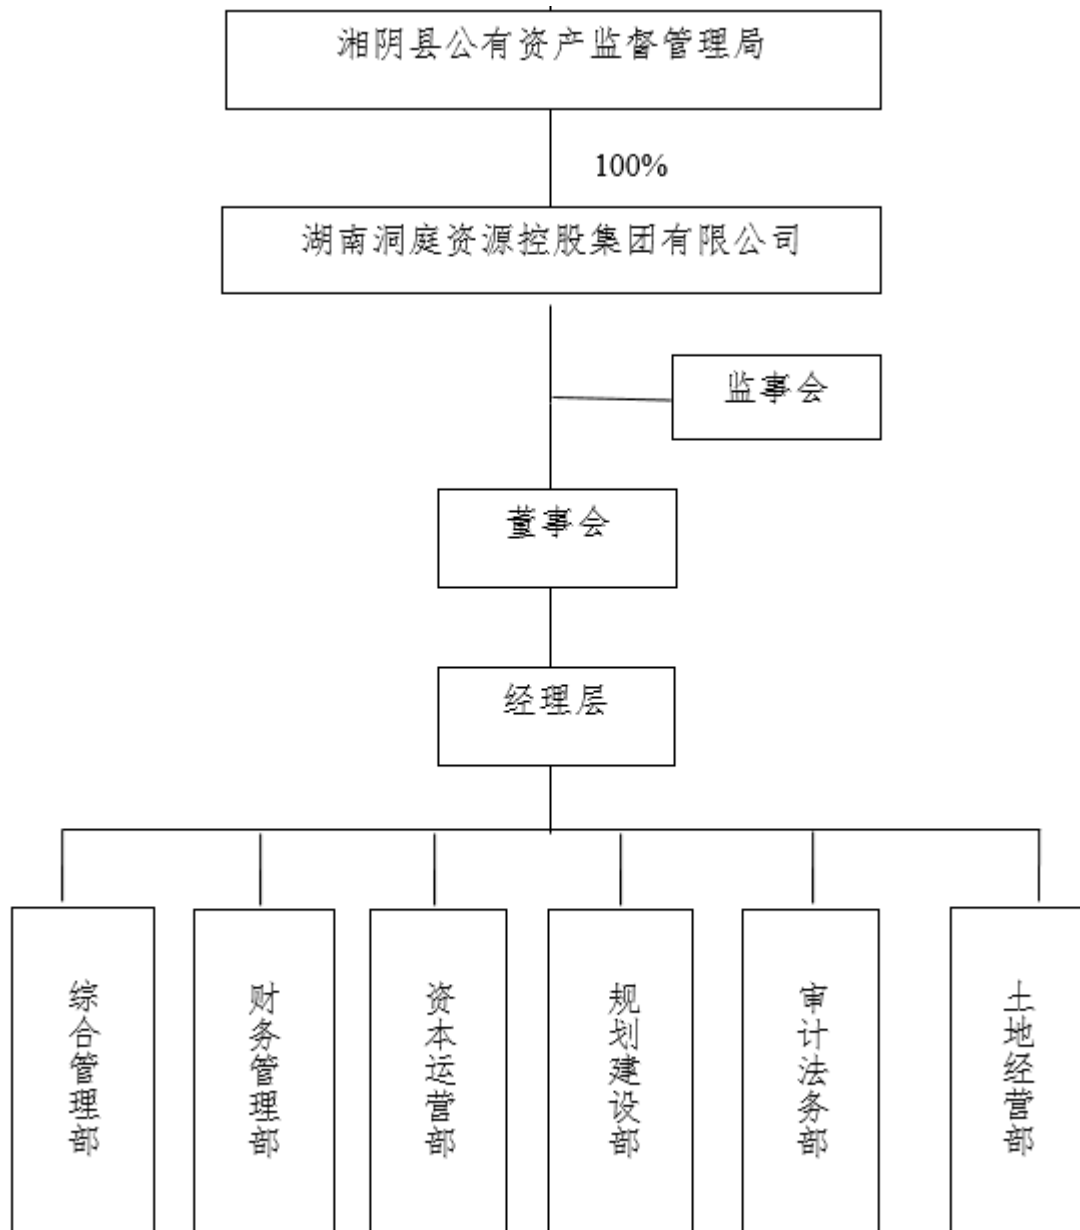 湘阴县公有资产监督管理局
100%
湖南洞庭资源控股集团有限公司
监事会
董事会
经理层
综合管理部
财务管理部
资本运营部
规划建设部
审计法务部
土地经营部